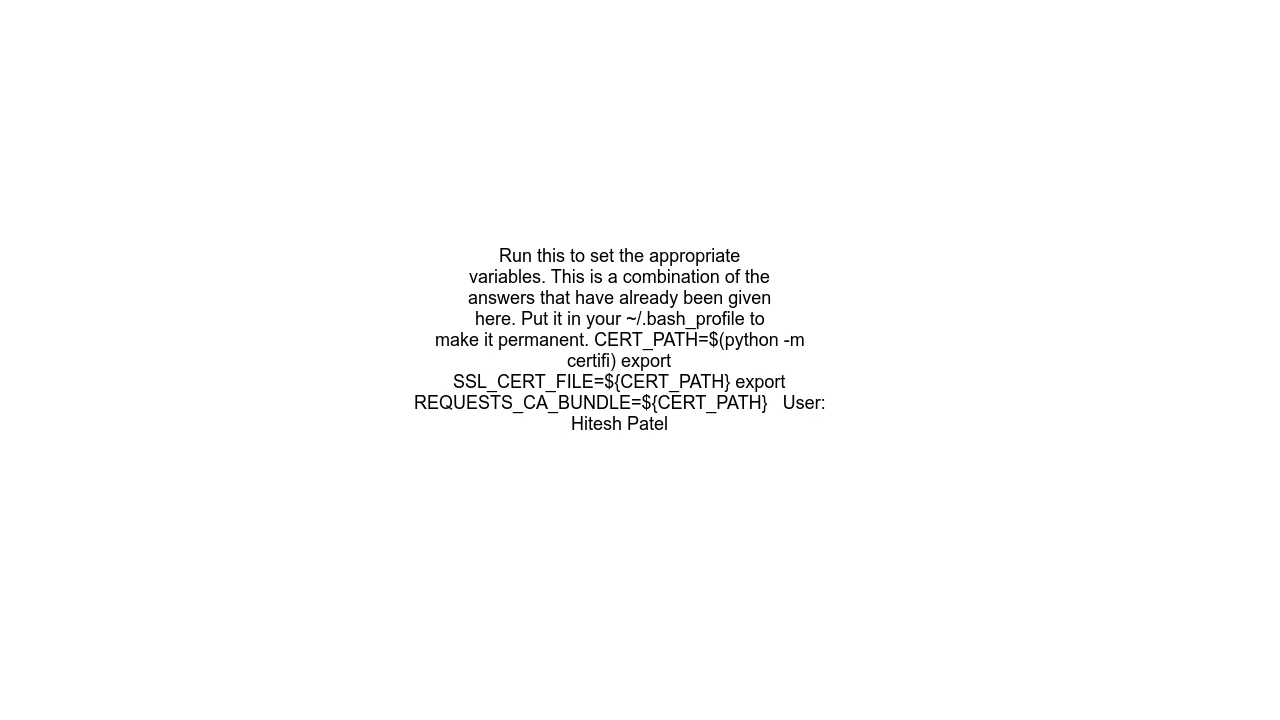 Run this to set the appropriate
variables. This is a combination of the
answers that have already been given
here. Put it in your ~/.bash_profile to
make it permanent. CERT_PATH=$(python -m
certifi) export
SSL_CERT_FILE=${CERT_PATH} export
REQUESTS_CA_BUNDLE=${CERT_PATH}   User:
Hitesh Patel